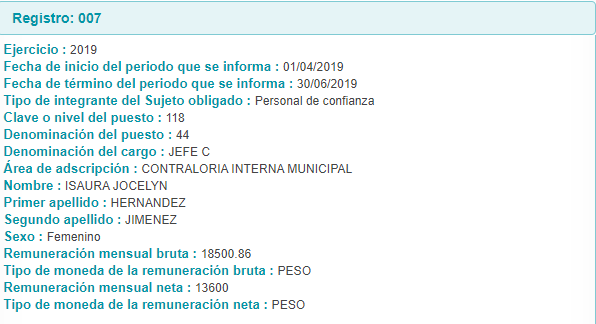 Registro: 007
Ejercicio : 2019
Fecha de inicio del periodo que se informa : 01/04/2019
Fecha de término del periodo que se informa : 30/06/2019
Tipo de integrante del Sujeto obligado : Personal de confianza
Clave o nivel del puesto : 118
Denominación del puesto : 44
Denominación del cargo : JEFE C
Área de adscripción : CONTRALORIA INTERNA MUNICIPAL
Nombre : ISAURA JOCELYN
Primer apellido : HERNANDEZ
Segundo apellido : JIMENEZ
Sexo : Femenino
Remuneración mensual bruta : 18500.86
Tipo de moneda de la remuneración bruta : PESO
Remuneración mensual neta : 13600
Tipo de moneda de la remuneración neta : PESO